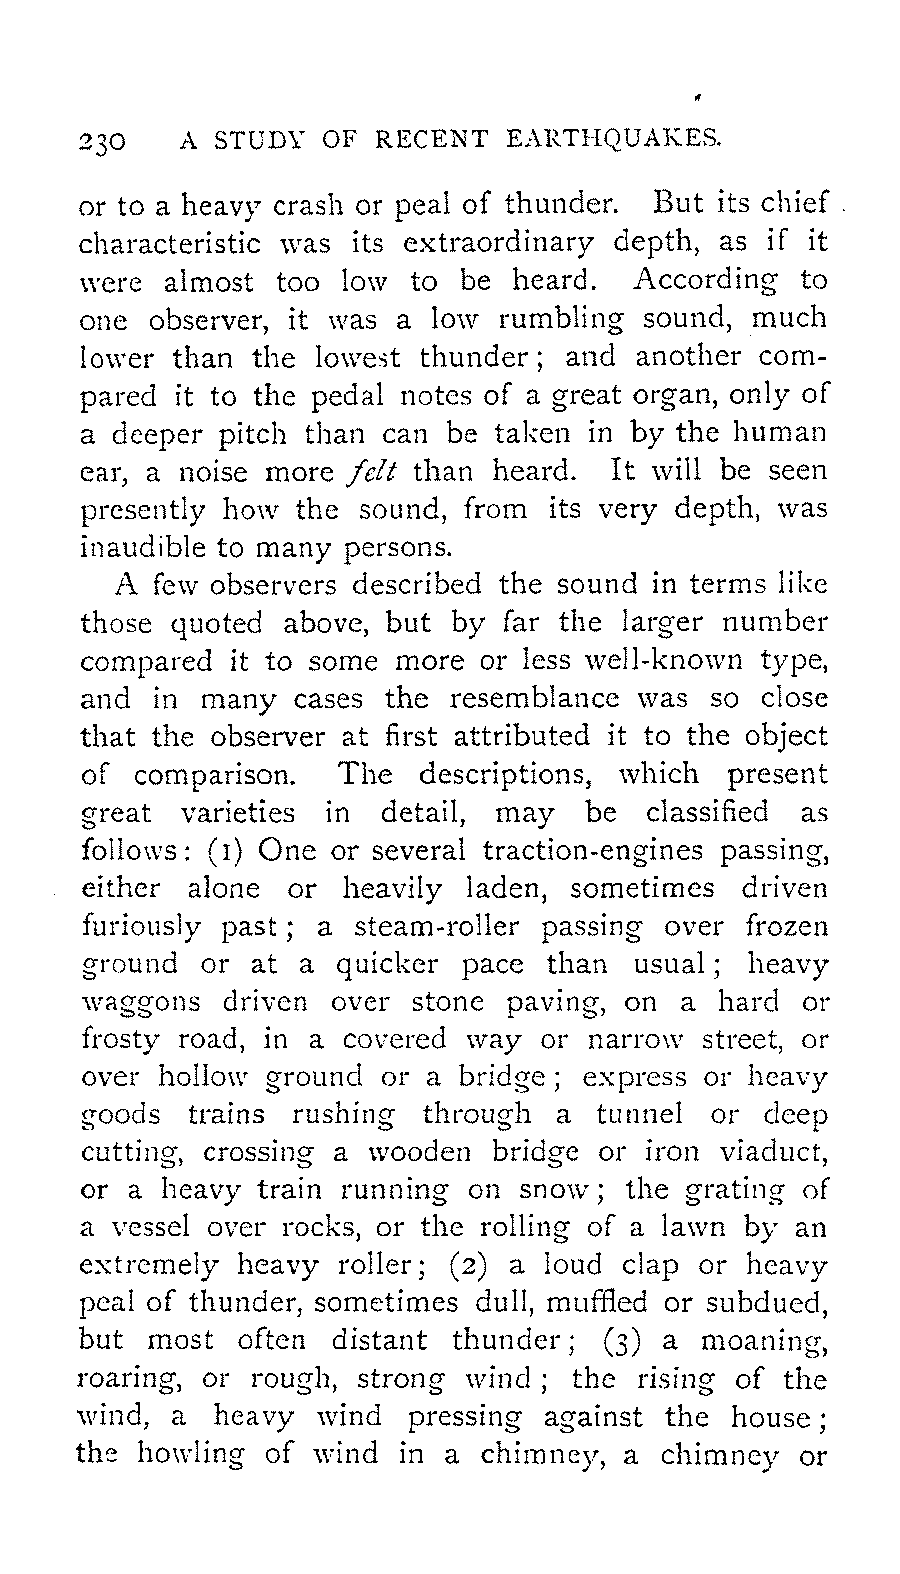 230 A STUDY OF RECENT EARTHQUAKES.
or to a heavy crash or peal of thunder. But its chief
characteristic was its extraordinary depth, as if it
were almost too low to be heard. According to
one observer, it was a low rumbling sound, much
lower than the lowest thunder; and another com-
pared it to the pedal notes of a great organ, only of
a deeper pitch than can be taken in by the human
ear, a noise more felt than heard. It will be seen
presently how the sound, from its very depth, was
inaudible to many persons.
A few observers described the sound in terms like
those quoted above, but by far the larger number
compared it to some more or less well-known type,
and in many cases the resemblance was so close
that the observer at first attributed it to the object
of comparison. The descriptions, which present
great varieties in detail, may be classified as
follows: (1) One or several traction-engines passing,
either alone or heavily laden, sometimes driven
furiously past; a steam-roller passing over frozen
ground or at a quicker pace than usual; heavy
waggons driven over stone paving, on a hard or
frosty road, in a covered way or narrow street, or
over hollow ground or a bridge; express or heavy
goods trains rushing through a tunnel or deep
cutting, crossing a wooden bridge or iron viaduct,
or a heavy train running on snow; the grating of
a vessel over rocks, or the rolling of a lawn by an
extremely heavy roller; (2) a loud clap or heavy
peal of thunder, sometimes dull, muffled or subdued,
but most often distant thunder; (3) a moaning,
roaring, or rough, strong wind; the rising of the
wind, a heavy wind pressing against the house;
the howling of wind in a chimney, a chimney or